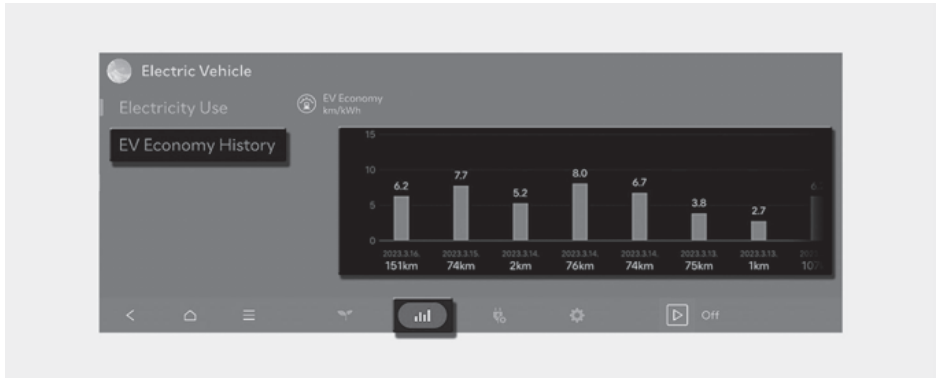 Electric Vehicle
Electricity Use
EV Economy
km/kWh
EV Economy History
15
10
5
0
6.2
7.7
5.2
8.0
6.7
3.8
2.7
2023.3.16.
2023.3.15.
2023.3.14.
2023.3.14.
2023.3.14.
2023.3.13.
2023.3.13.
151km
74km
2km
76km
74km
75km
1km
Off